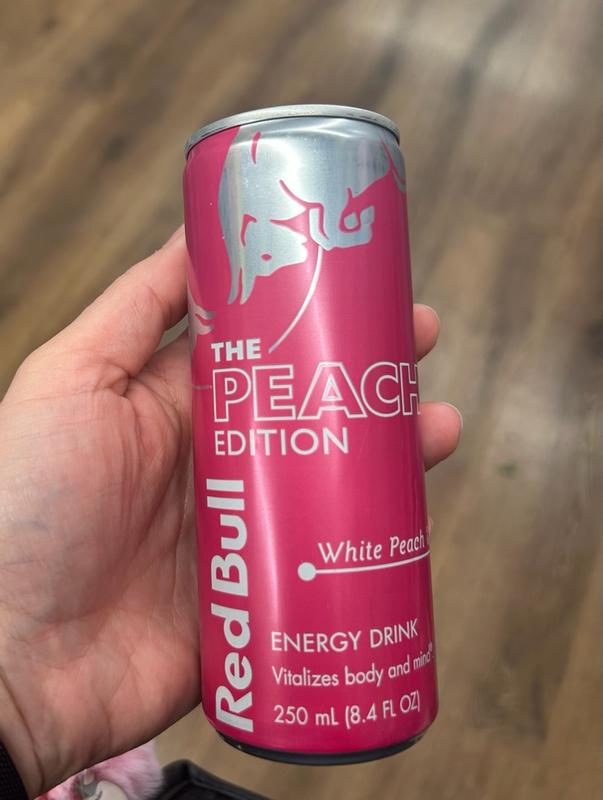 THE
PEACH
EDITION
Red Bull
White Peach
ENERGY DRINK
Vitalizes body and mind®
250 mL (8.4 FL OZ)